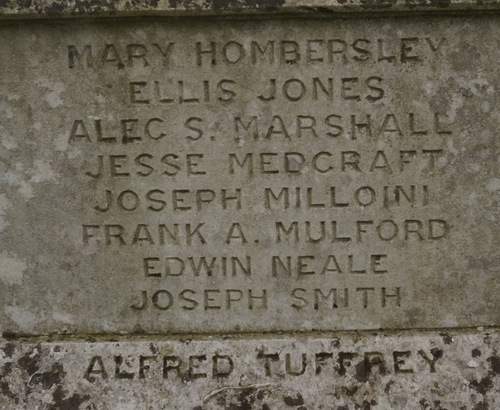 MARY HOMBERSLEY
ELLIS JONES
ALEC S. MARSHALL
JESSE MEDCRAFT
JOSEPH MILLOINI
FRANK A. MULFORD
EDWIN NEALE
JOSEPH SMITH
ALFRED TUFFREY